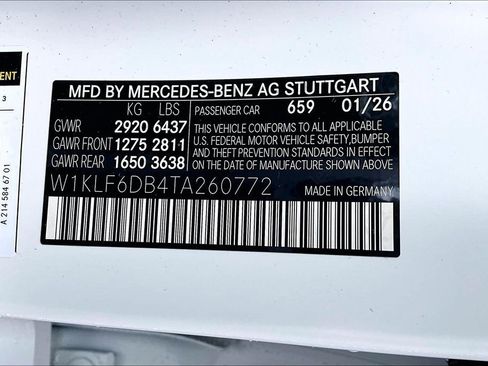 MFD BY MERCEDES-BENZ AG STUTTGART
KG LBS
PASSENGER CAR 659 01/26
GVWR 2920 6437
GAWR FRONT 1275 2811
GAWR REAR 1650 3638
THIS VEHICLE CONFORMS TO ALL APPLICABLE
U.S. FEDERAL MOTOR VEHICLE SAFETY, BUMPER
AND THEFT PREVENTION STANDARDS IN
EFFECT ON THE DATE OF MANUFACTURE
SHOWN ABOVE.
W1KLF6DB4TA260772 MADE IN GERMANY
ENT
3
A 214 584 67 01